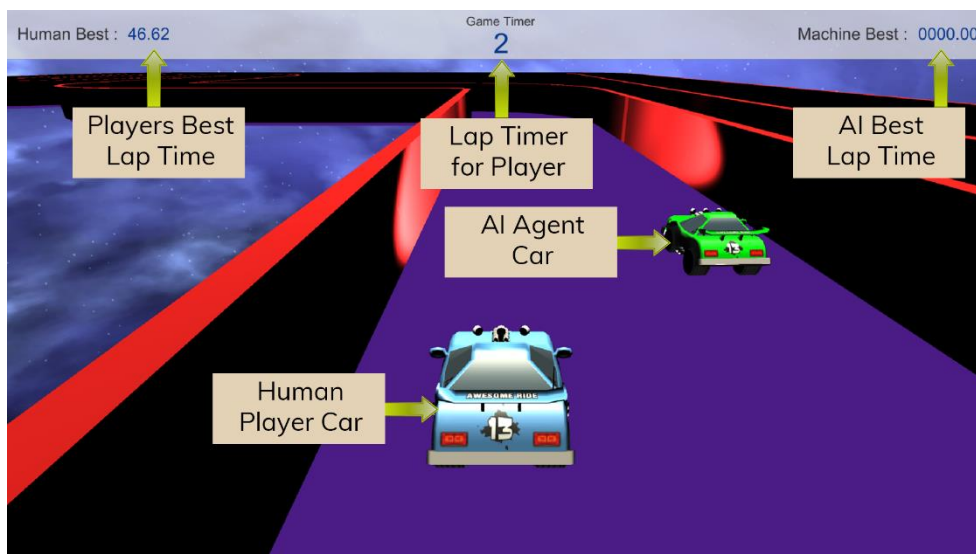 Human Best : 46.62
Game Timer
2
Machine Best : 0000.00
Players Best
Lap Time
Lap Timer
for Player
AI Best
Lap Time
AI Agent
Car
13
Human
Player Car
AWESOME RIDE
13